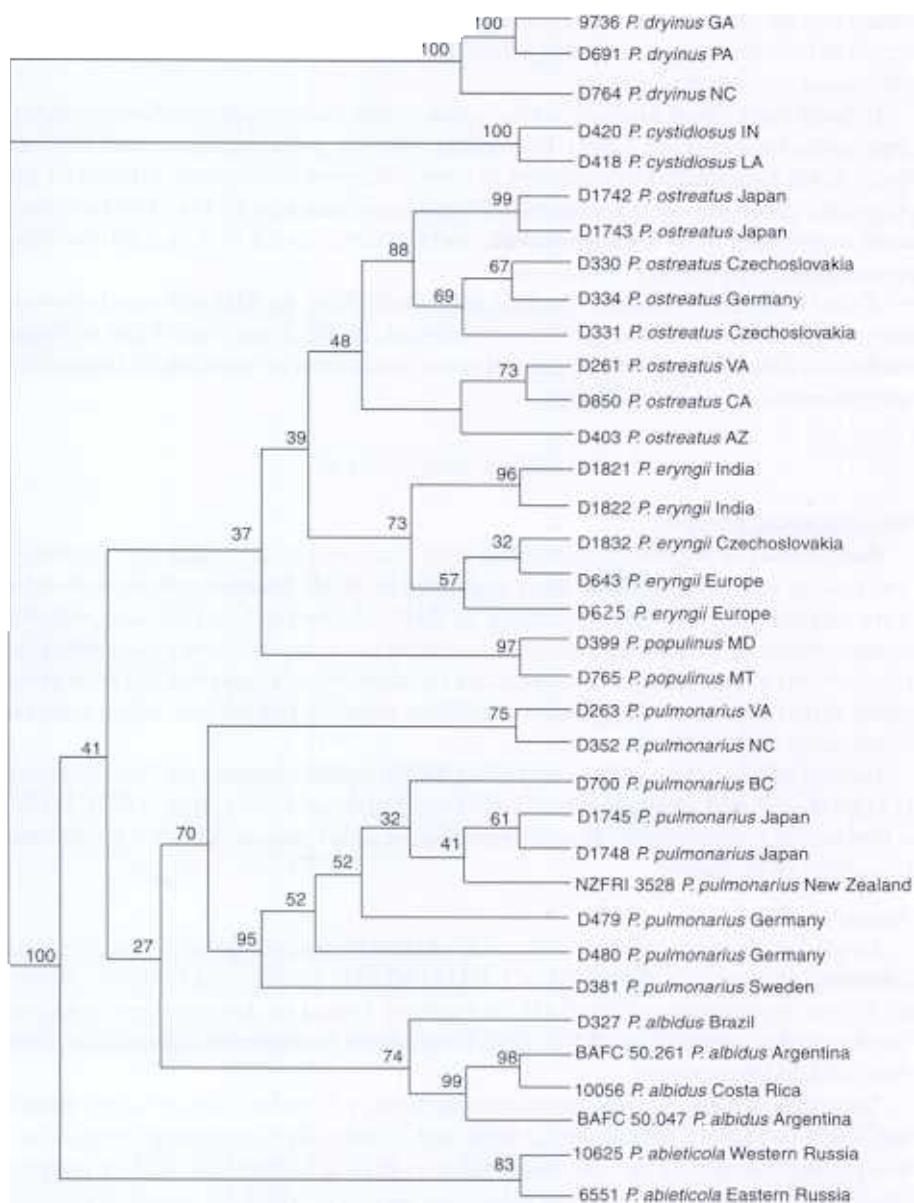 100
9736 P. dryinus GA
100
D691 P. dryinus PA
D764 P. dryinus NC
100
D420 P. cystidiosus IN
D418 P. cystidiosus LA
99
D1742 P. ostreatus Japan
D1743 P. ostreatus Japan
88
67
D330 P. ostreatus Czechoslovakia
69
D334 P. ostreatus Germany
D331 P. ostreatus Czechoslovakia
48
73
D261 P. ostreatus VA
D850 P. ostreatus CA
D403 P. ostreatus AZ
39
96
D1821 P. eryngii India
D1822 P. eryngii India
73
37
32
D1832 P. eryngii Czechoslovakia
57
D643 P. eryngii Europe
D625 P. eryngii Europe
97
D399 P. populinus MD
D765 P. populinus MT
75
D263 P. pulmonarius VA
D352 P. pulmonarius NC
41
D700 P. pulmonarius BC
32
61
D1745 P. pulmonarius Japan
70
41
D1748 P. pulmonarius Japan
52
NZFRI 3528 P. pulmonarius New Zealand
52
D479 P. pulmonarius Germany
95
D480 P. pulmonarius Germany
27
100
D381 P. pulmonarius Sweden
D327 P. albidus Brazil
74
98
BAFC 50.261 P. albidus Argentina
99
10056 P. albidus Costa Rica
BAFC 50.047 P. albidus Argentina
83
10625 P. abieticola Western Russia
6551 P. abieticola Eastern Russia